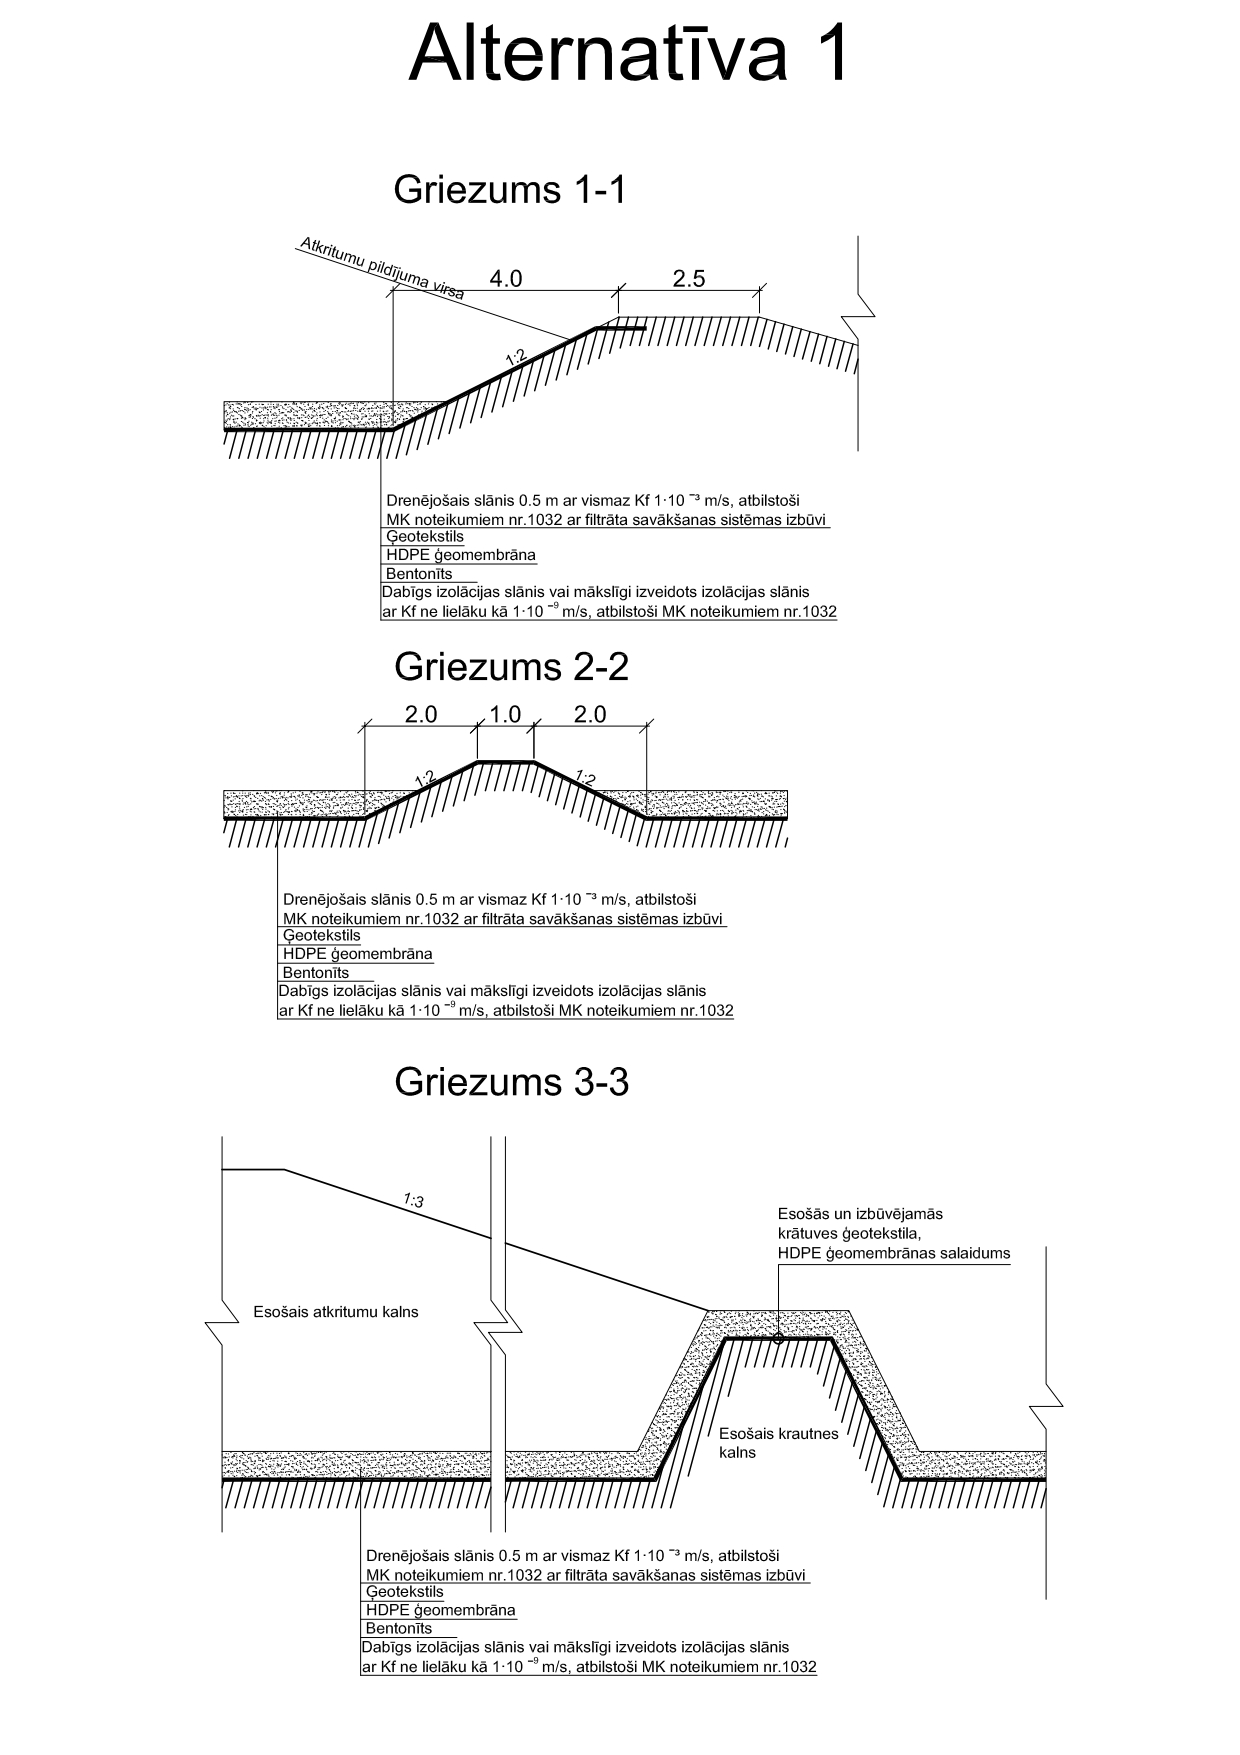 Alternatīva 1
Griezums 1-1
Atkritumu pildījuma virsa
4.0
2.5
1:2
Drenējošais slānis 0.5 m ar vismaz Kf 1·10 ⁻³ m/s, atbilstoši
MK noteikumiem nr.1032 ar filtrāta savākšanas sistēmas izbūvi
Ģeotekstils
HDPE ģeomembrāna
Bentonīts
Dabīgs izolācijas slānis vai mākslīgi izveidots izolācijas slānis
ar Kf ne lielāku kā 1·10 ⁻⁹ m/s, atbilstoši MK noteikumiem nr.1032
Griezums 2-2
2.0
1.0
2.0
1:2
1:2
Drenējošais slānis 0.5 m ar vismaz Kf 1·10 ⁻³ m/s, atbilstoši
MK noteikumiem nr.1032 ar filtrāta savākšanas sistēmas izbūvi
Ģeotekstils
HDPE ģeomembrāna
Bentonīts
Dabīgs izolācijas slānis vai mākslīgi izveidots izolācijas slānis
ar Kf ne lielāku kā 1·10 ⁻⁹ m/s, atbilstoši MK noteikumiem nr.1032
Griezums 3-3
1:3
Esošās un izbūvējamās
krātuves ģeotekstila,
HDPE ģeomembrānas salaidums
Esošais atkritumu kalns
Esošais krautnes
kalns
Drenējošais slānis 0.5 m ar vismaz Kf 1·10 ⁻³ m/s, atbilstoši
MK noteikumiem nr.1032 ar filtrāta savākšanas sistēmas izbūvi
Ģeotekstils
HDPE ģeomembrāna
Bentonīts
Dabīgs izolācijas slānis vai mākslīgi izveidots izolācijas slānis
ar Kf ne lielāku kā 1·10 ⁻⁹ m/s, atbilstoši MK noteikumiem nr.1032